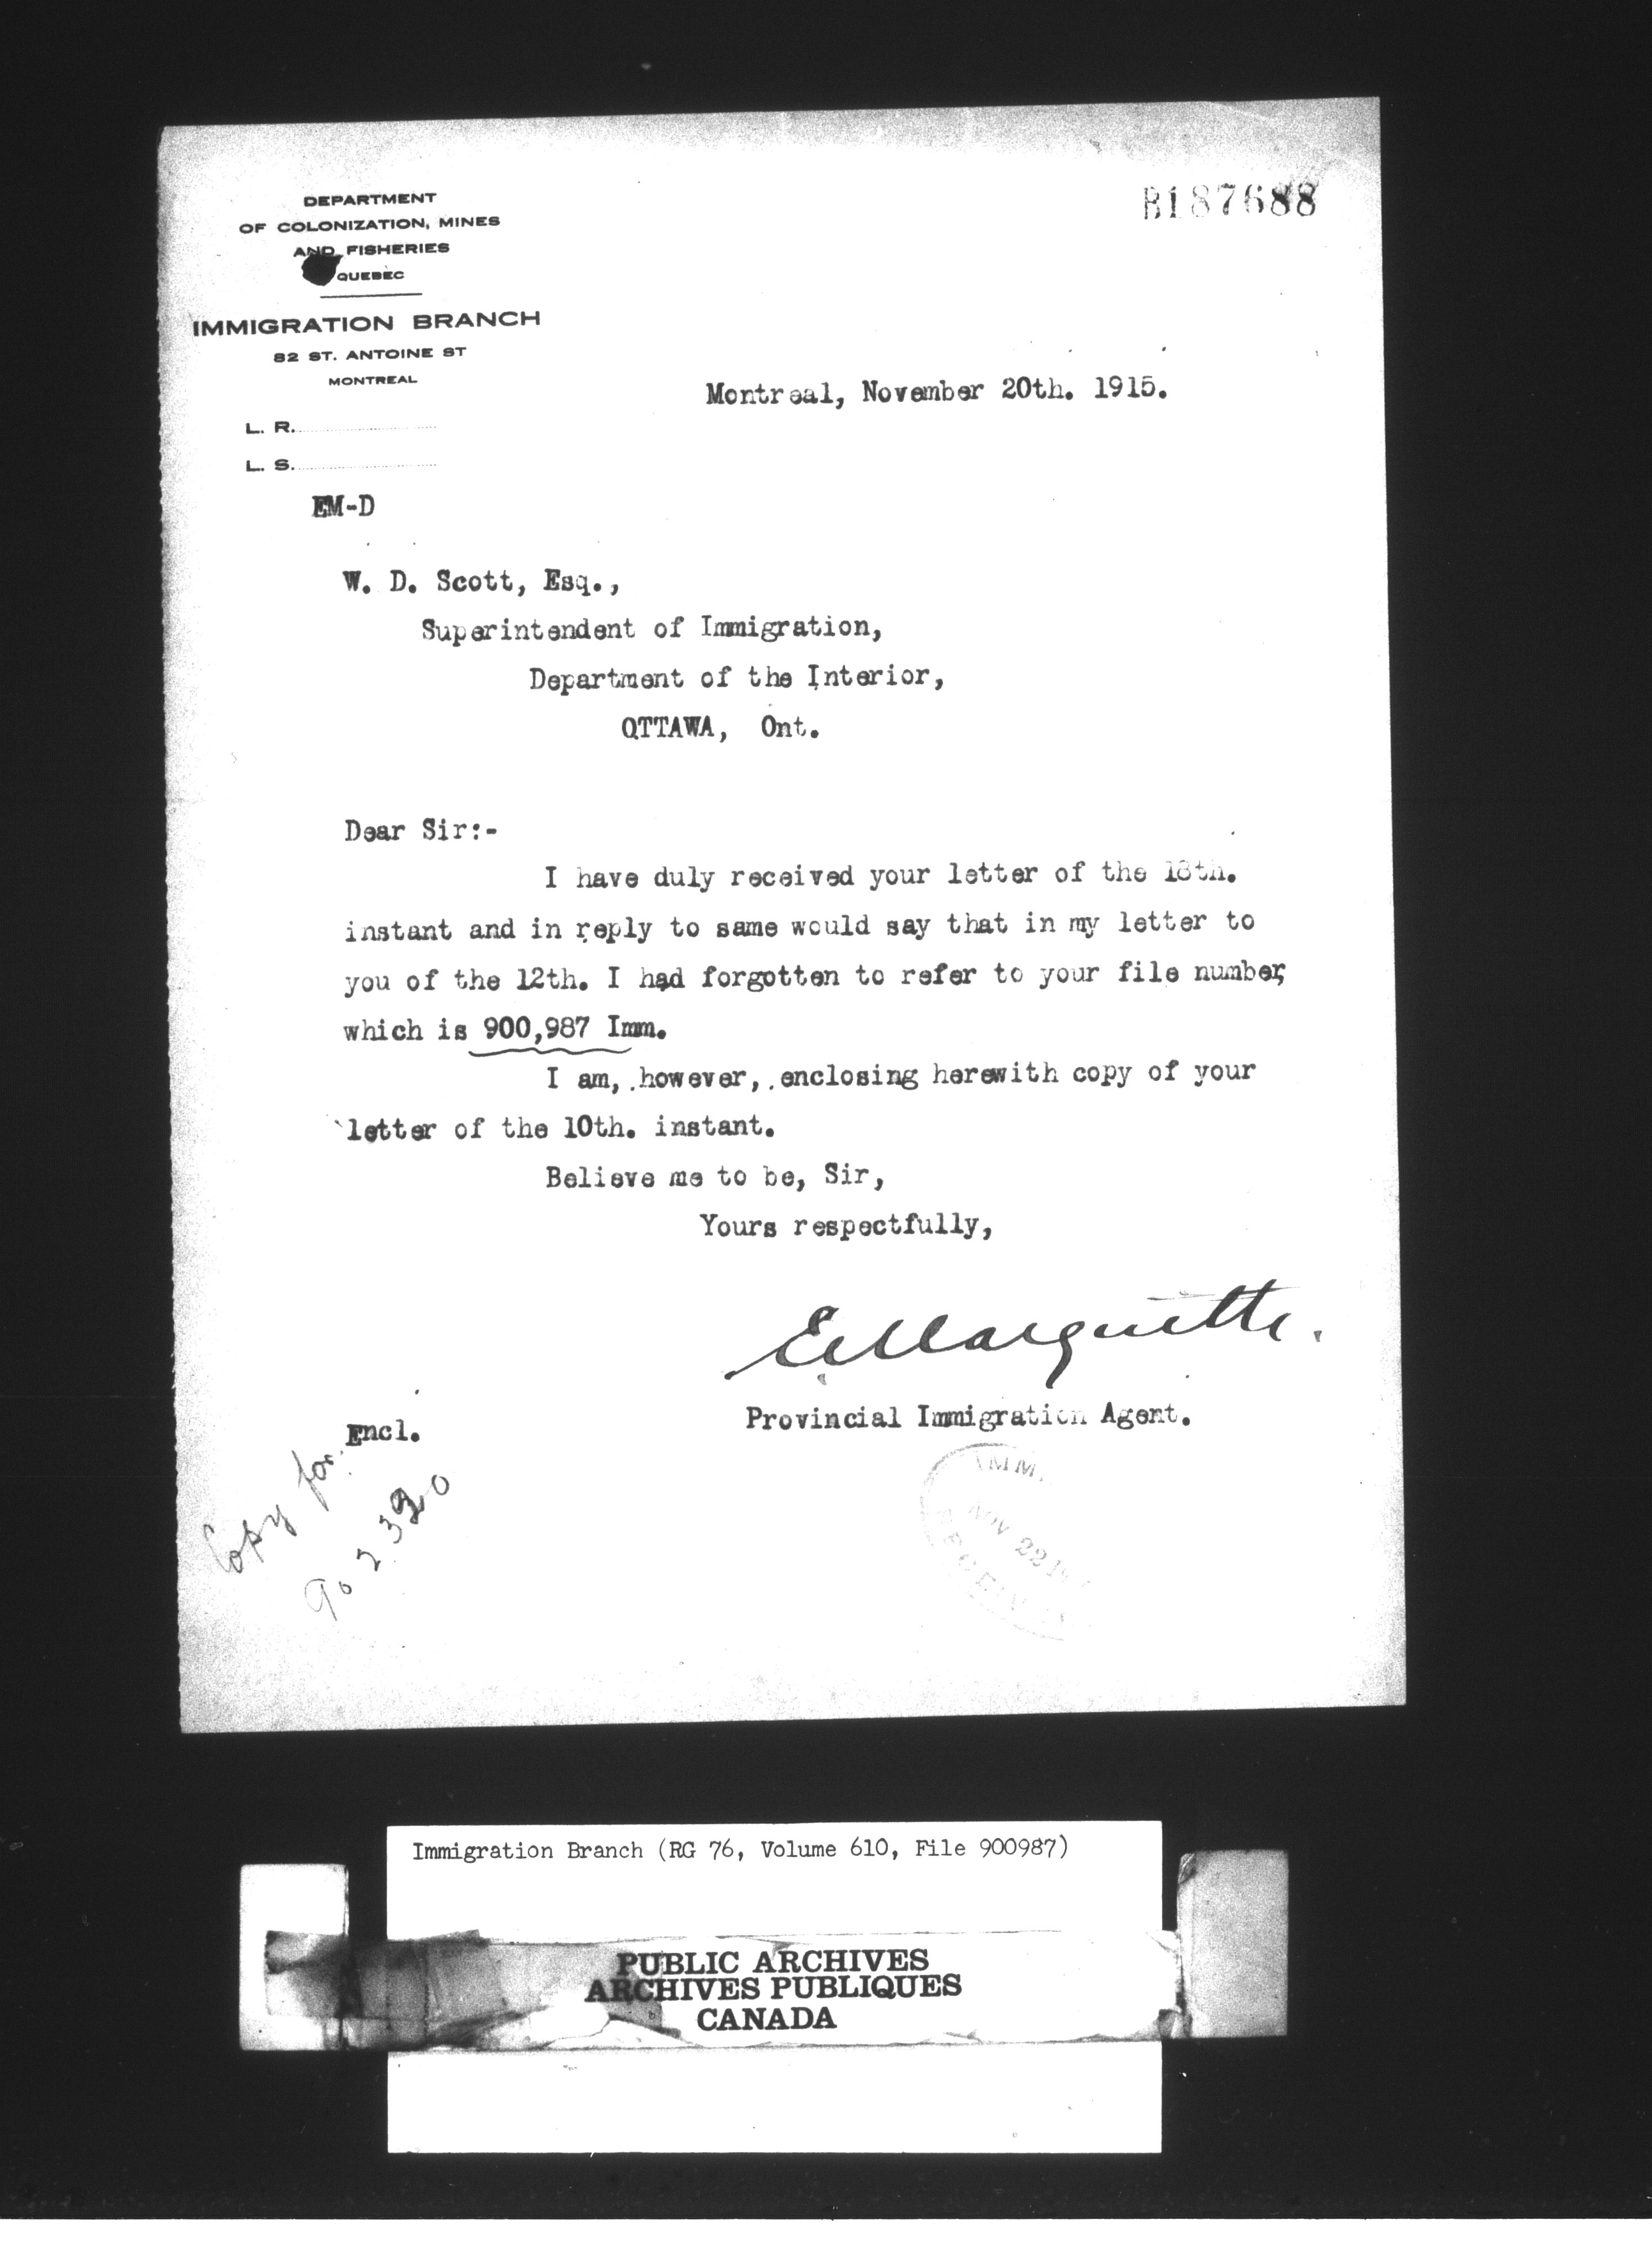 DEPARTMENT
OF COLONIZATION, MINES
AND FISHERIES
QUEBEC
B187688
IMMIGRATION BRANCH
82 ST. ANTOINE ST
MONTREAL
Montreal, November 20th. 1915.
L. R.
L. S.
EM-D
W. D. Scott, Esq.,
Superintendent of Immigration,
Department of the Interior,
OTTAWA, Ont.
Dear Sir:-
I have duly received your letter of the
instant and in reply to same would say that in my letter to
you of the 12th. I had forgotten to refer to your file number,
which is 900,987 Imm.
I am, however, enclosing herewith copy of your
letter of the 10th. instant.
Believe me to be, Sir,
Yours respectfully,
E Marquette.
Provincial Immigration Agent.
Encl.
Copy for
IMM.
NOV 22
Immigration Branch (RG 76, Volume 610, File 900987)
PUBLIC ARCHIVES
ARCHIVES PUBLIQUES
CANADA